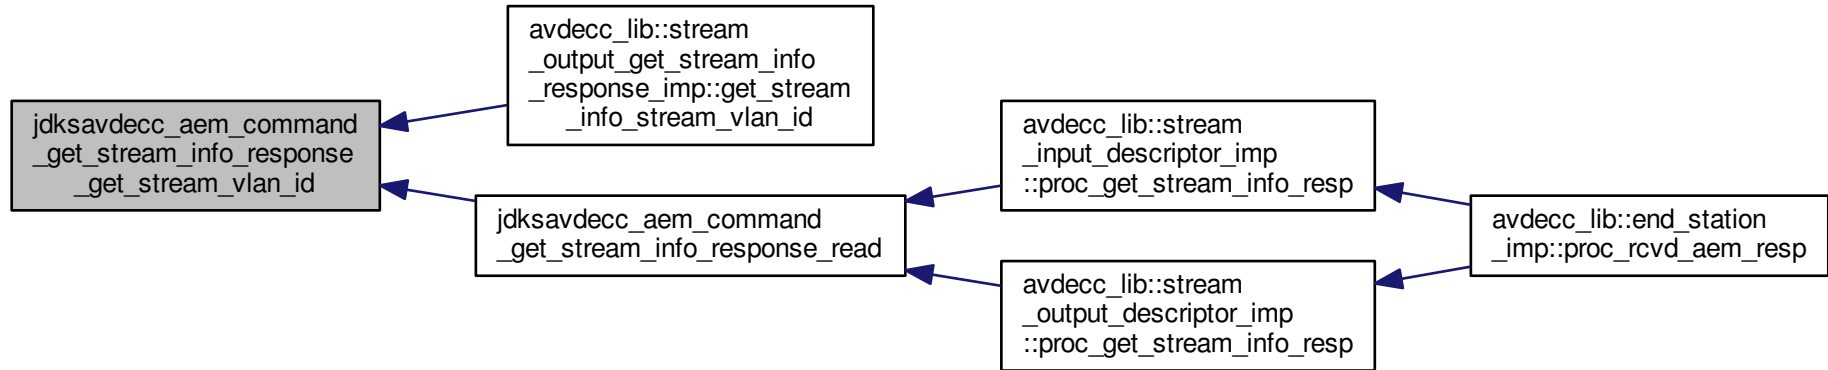 jdksavdecc_aem_command
_get_stream_info_response
_get_stream_vlan_id
avdecc_lib::stream
_output_get_stream_info
_response_imp::get_stream
_info_stream_vlan_id
jdksavdecc_aem_command
_get_stream_info_response_read
avdecc_lib::stream
_input_descriptor_imp
::proc_get_stream_info_resp
avdecc_lib::stream
_output_descriptor_imp
::proc_get_stream_info_resp
avdecc_lib::end_station
_imp::proc_rcvd_aem_resp